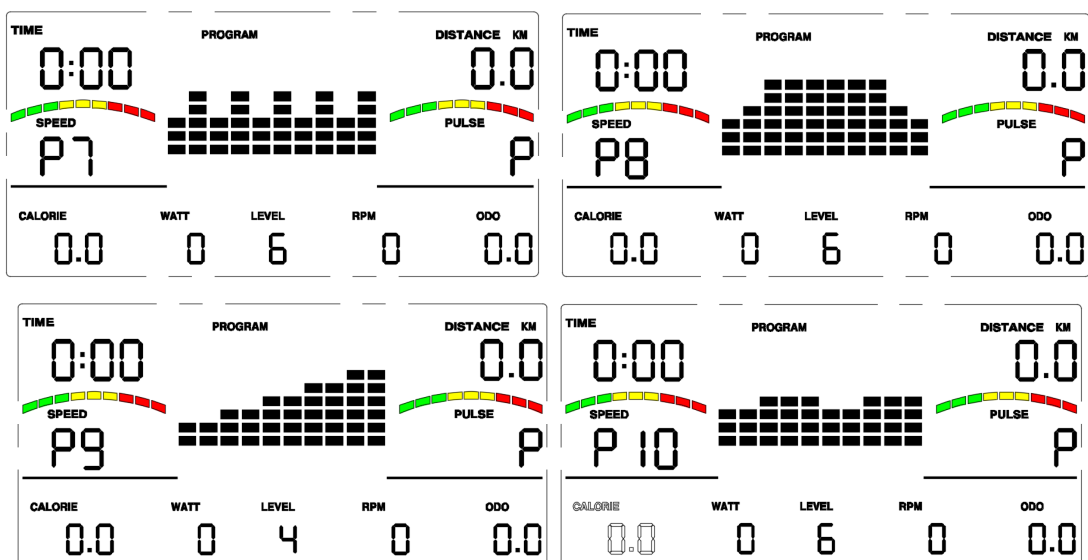 TIME PROGRAM DISTANCE KM
0:00 0.0
SPEED PULSE
P7 P
CALORIE WATT LEVEL RPM ODO
0.0 0 6 0 0.0
TIME PROGRAM DISTANCE KM
0:00 0.0
SPEED PULSE
P8 P
CALORIE WATT LEVEL RPM ODO
0.0 0 6 0 0.0
TIME PROGRAM DISTANCE KM
0:00 0.0
SPEED PULSE
P9 P
CALORIE WATT LEVEL RPM ODO
0.0 0 4 0 0.0
TIME PROGRAM DISTANCE KM
0:00 0.0
SPEED PULSE
P10 P
CALORIE WATT LEVEL RPM ODO
0.0 0 6 0 0.0